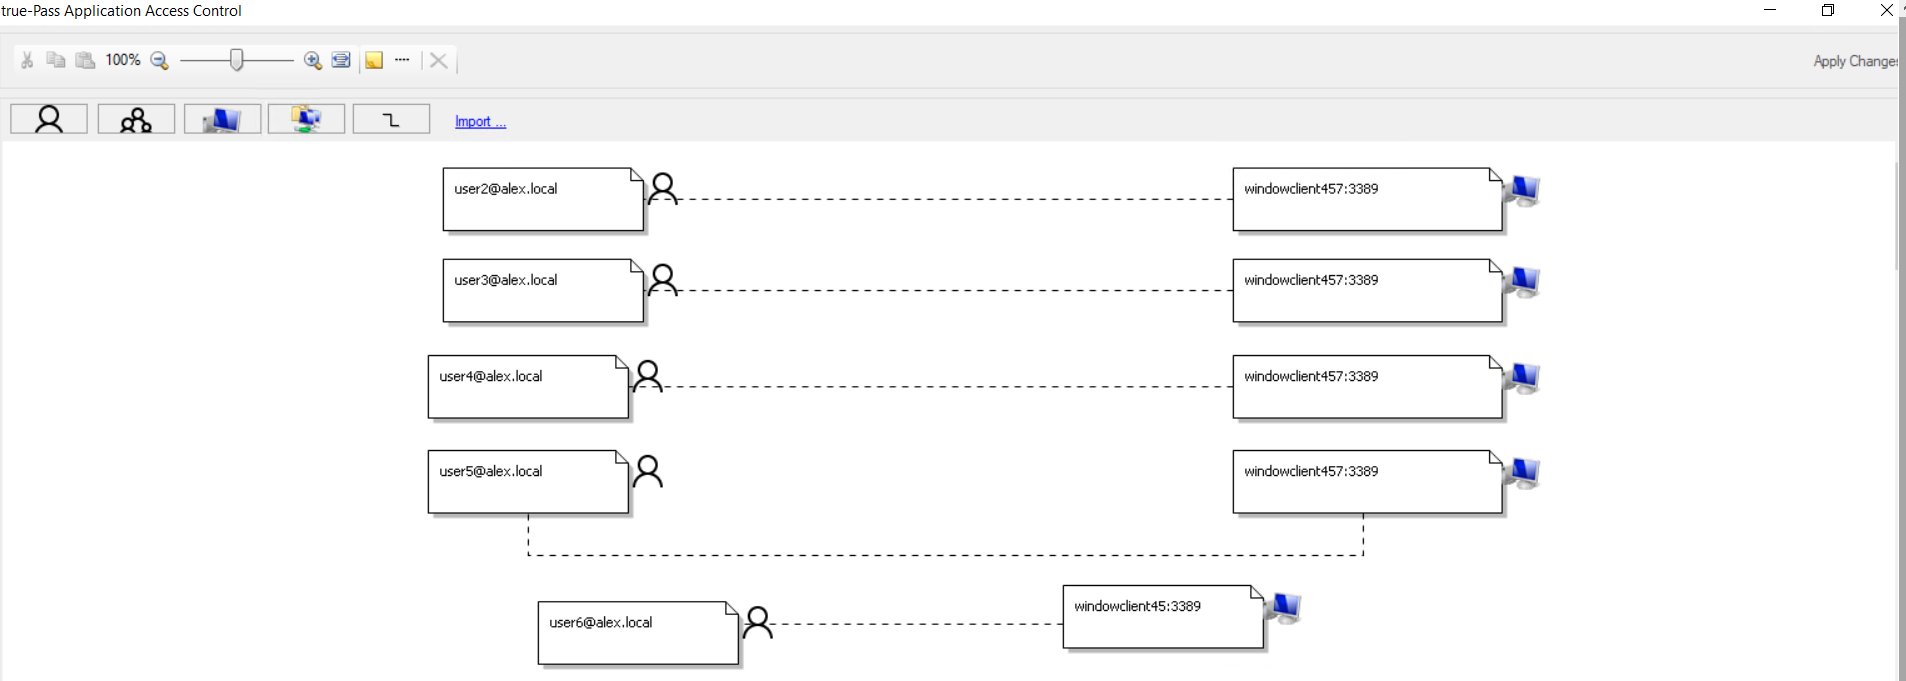 true-Pass Application Access Control
100%
Apply Changes
Import ...
user2@alex.local
windowclient457:3389
user3@alex.local
windowclient457:3389
user4@alex.local
windowclient457:3389
user5@alex.local
windowclient457:3389
user6@alex.local
windowclient45:3389